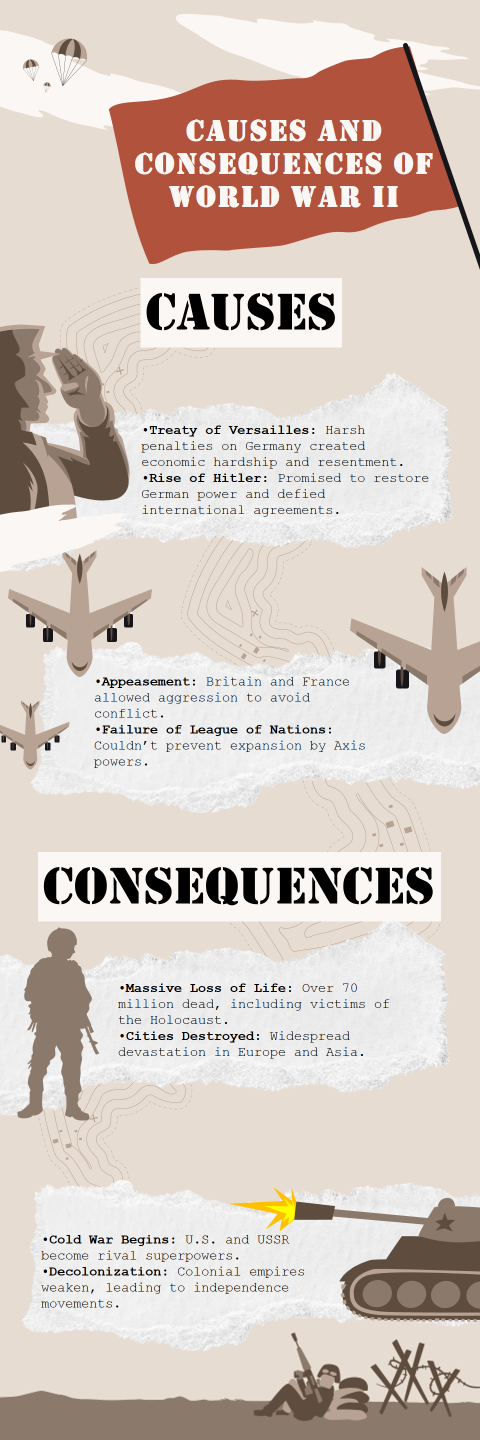 CAUSES AND
CONSEQUENCES OF
WORLD WAR II
CAUSES
•Treaty of Versailles: Harsh
penalties on Germany created
economic hardship and resentment.
•Rise of Hitler: Promised to restore
German power and defied
international agreements.
•Appeasement: Britain and France
allowed aggression to avoid
conflict.
•Failure of League of Nations:
Couldn’t prevent expansion by Axis
powers.
CONSEQUENCES
•Massive Loss of Life: Over 70
million dead, including victims of
the Holocaust.
•Cities Destroyed: Widespread
devastation in Europe and Asia.
•Cold War Begins: U.S. and USSR
become rival superpowers.
•Decolonization: Colonial empires
weaken, leading to independence
movements.